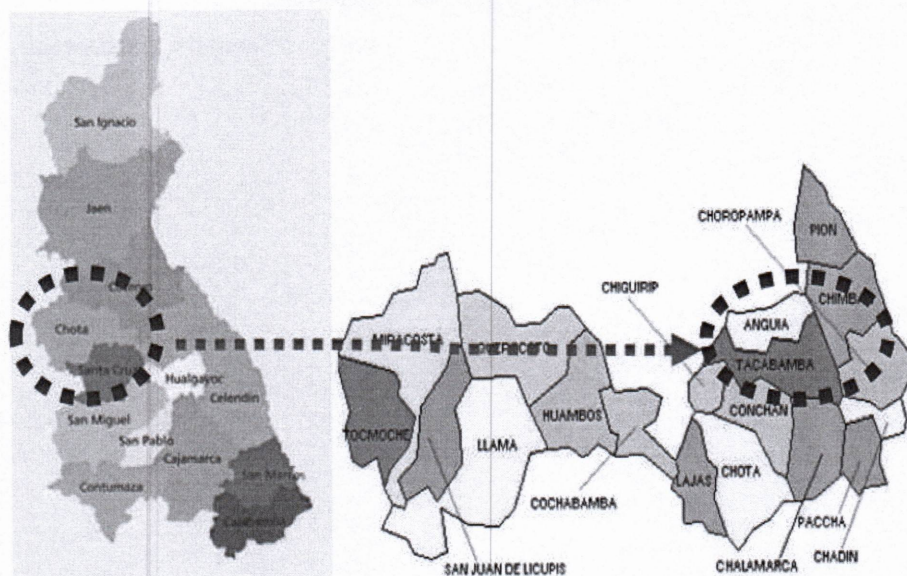 San Ignacio
Jaen
Chota
Santa Cruz
Hualgayoc
San Miguel
Celendin
San Pablo
Cajamarca
San Marcos
Contumaza
CHOROPAMPA
PION
CHIGUIRIP
ANGUIA
MIRACOSTA
TACABAMBA
CONCHAN
HUAMBOS
TOCMOCHE
LLAMA
CHOTA
LAJAS
COCHABAMBA
PACCHA
CHADIN
CHALAMARCA
SAN JUAN DE LICUPIS